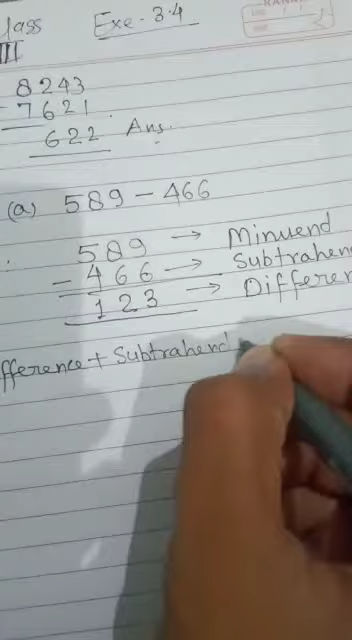 Class Exe-3.4
III
8243
- 7621
622 Ans.
(a) 589 - 466
589 → Minuend
- 466 → Subtrahen
123 → Differen
fference + Subtrahend